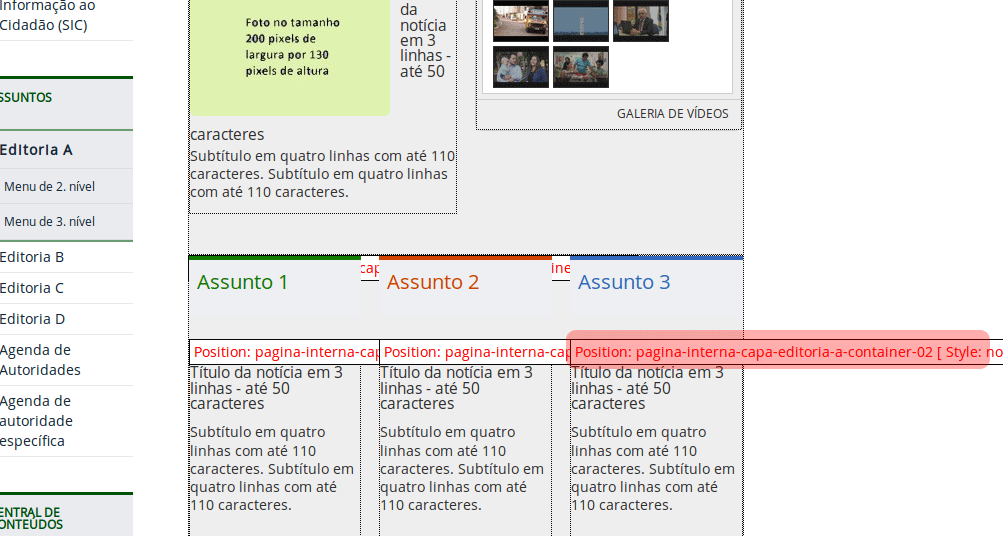 Informação ao
Cidadão (SIC)
SSUNTOS
Editoria A
Menu de 2. nível
Menu de 3. nível
Editoria B
Editoria C
Editoria D
Agenda de
Autoridades
Agenda de
autoridade
específica
ENTRAL DE
ONTEÚDOS
Foto no tamanho
200 pixels de
largura por 130
pixels de altura
da
notícia
em 3
linhas -
até 50
caracteres
Subtítulo em quatro linhas com até 110
caracteres. Subtítulo em quatro linhas
com até 110 caracteres.
GALERIA DE VÍDEOS
Assunto 1
cap
Assunto 2
ine
Assunto 3
Position: pagina-interna-cap
Título da notícia em 3
linhas - até 50
caracteres
Subtítulo em quatro
linhas com até 110
caracteres. Subtítulo em
quatro linhas com até
110 caracteres.
Position: pagina-interna-cap
Título da notícia em 3
linhas - até 50
caracteres
Subtítulo em quatro
linhas com até 110
caracteres. Subtítulo em
quatro linhas com até
110 caracteres.
Position: pagina-interna-capa-editoria-a-container-02 [ Style: no
Título da notícia em 3
linhas - até 50
caracteres
Subtítulo em quatro
linhas com até 110
caracteres. Subtítulo em
quatro linhas com até
110 caracteres.